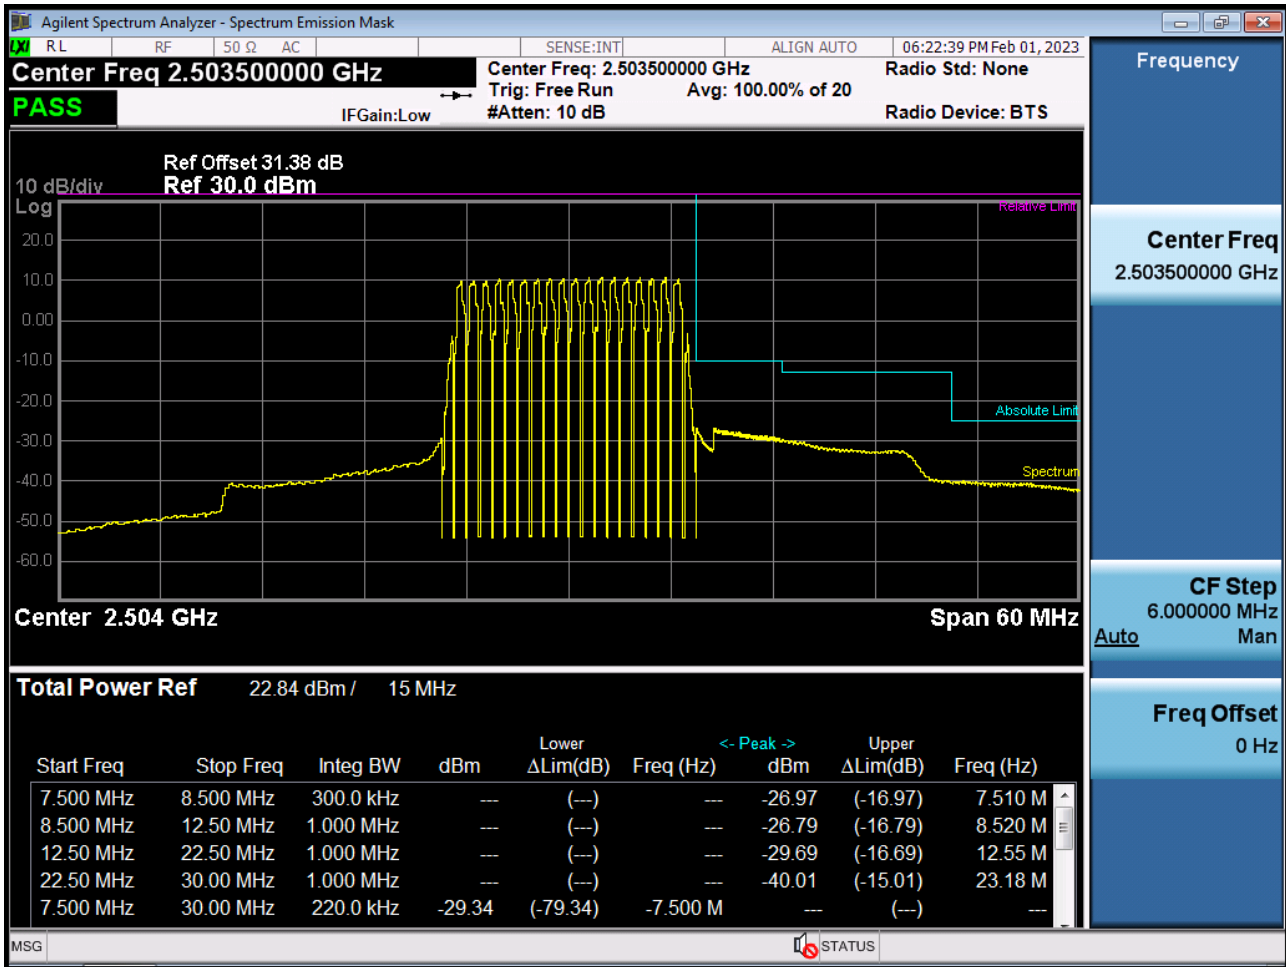 Agilent Spectrum Analyzer - Spectrum Emission Mask
LXI RL RF 50 Ω AC SENSE:INT ALIGN AUTO 06:22:39 PM Feb 01, 2023
Center Freq 2.503500000 GHz
Center Freq: 2.503500000 GHz
Radio Std: None
Trig: Free Run Avg: 100.00% of 20
PASS
IFGain:Low
#Atten: 10 dB
Radio Device: BTS
Ref Offset 31.38 dB
10 dB/div Ref 30.0 dBm
Log
Relative Limit
20.0
10.0
0.00
-10.0
-20.0
Absolute Limit
-30.0
-40.0
Spectrum
-50.0
-60.0
Center 2.504 GHz Span 60 MHz
Total Power Ref 22.84 dBm / 15 MHz
Lower <- Peak -> Upper
Start Freq Stop Freq Integ BW dBm ΔLim(dB) Freq (Hz) dBm ΔLim(dB) Freq (Hz)
7.500 MHz 8.500 MHz 300.0 kHz --- (---) --- -26.97 (-16.97) 7.510 M
8.500 MHz 12.50 MHz 1.000 MHz --- (---) --- -26.79 (-16.79) 8.520 M
12.50 MHz 22.50 MHz 1.000 MHz --- (---) --- -29.69 (-16.69) 12.55 M
22.50 MHz 30.00 MHz 1.000 MHz --- (---) --- -40.01 (-15.01) 23.18 M
7.500 MHz 30.00 MHz 220.0 kHz -29.34 (-79.34) -7.500 M --- (---) ---
MSG STATUS
Frequency
Center Freq
2.503500000 GHz
CF Step
6.000000 MHz
Auto Man
Freq Offset
0 Hz